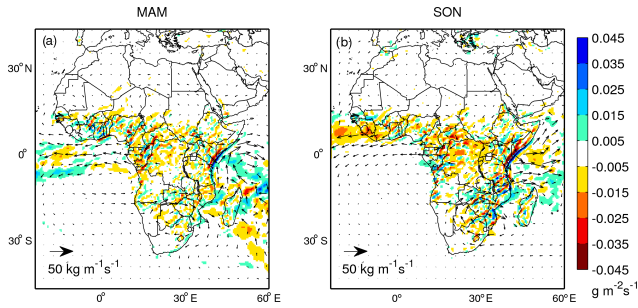 MAM
SON
(a)
(b)
30°N
0°
30°S
50 kg m⁻¹s⁻¹
0°
30°E
60°E
30°N
0°
30°S
50 kg m⁻¹s⁻¹
0°
30°E
60°E
0.045
0.035
0.025
0.015
0.005
-0.005
-0.015
-0.025
-0.035
-0.045
g m⁻²s⁻¹